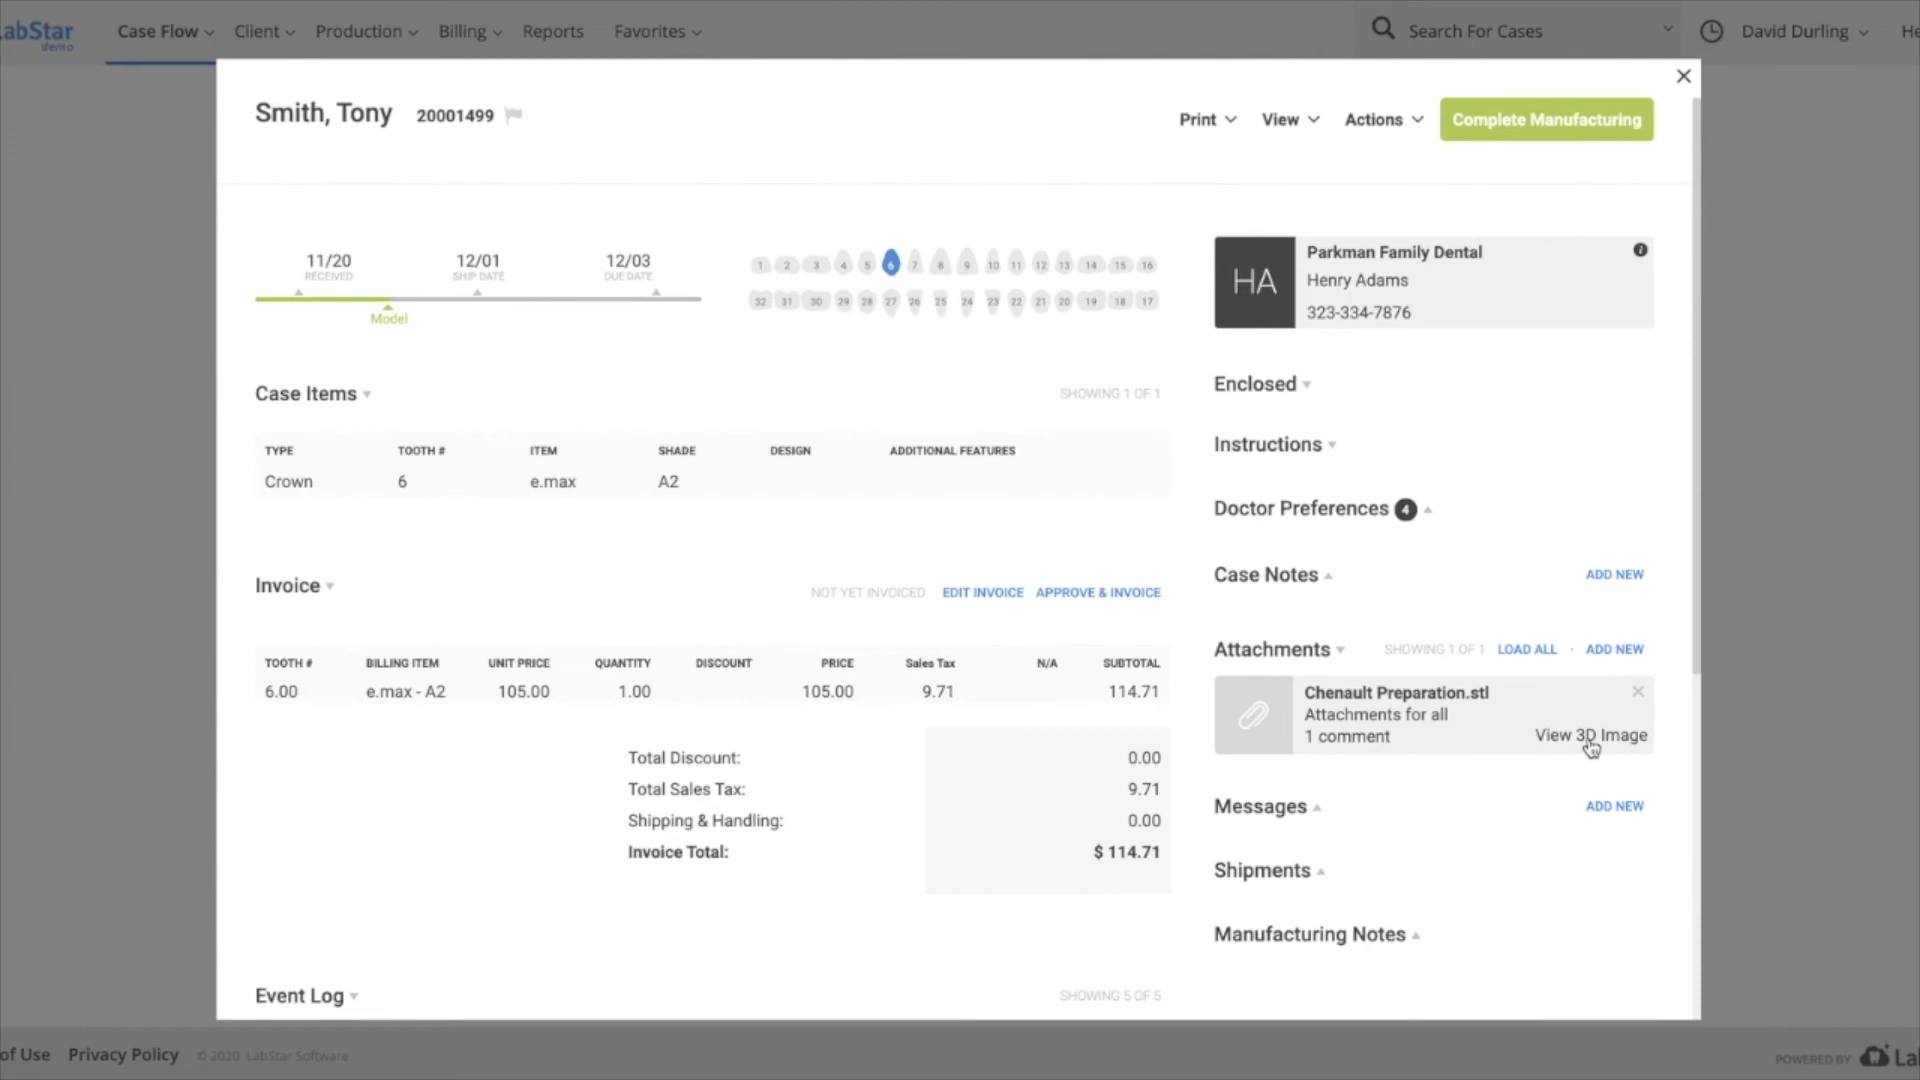 LabStar
demo
Case Flow
Client
Production
Billing
Reports
Favorites
Search For Cases
David Durling
Smith, Tony 20001499
Print
View
Actions
Complete Manufacturing
11/20
RECEIVED
12/01
SHIP DATE
12/03
DUE DATE
Model
1 2 3 4 5 6 7 8 9 10 11 12 13 14 15 16
32 31 30 29 28 27 26 25 24 23 22 21 20 19 18 17
HA
Parkman Family Dental
Henry Adams
323-334-7876
Case Items
SHOWING 1 OF 1
TYPE TOOTH # ITEM SHADE DESIGN ADDITIONAL FEATURES
Crown 6 e.max A2
Invoice
NOT YET INVOICED EDIT INVOICE APPROVE & INVOICE
TOOTH # BILLING ITEM UNIT PRICE QUANTITY DISCOUNT PRICE Sales Tax N/A SUBTOTAL
6.00 e.max - A2 105.00 1.00 105.00 9.71 114.71
Total Discount: 0.00
Total Sales Tax: 9.71
Shipping & Handling: 0.00
Invoice Total: $ 114.71
Event Log
SHOWING 5 OF 5
Enclosed
Instructions
Doctor Preferences 4
Case Notes ADD NEW
Attachments SHOWING 1 OF 1 LOAD ALL · ADD NEW
Chenault Preparation.stl
Attachments for all
1 comment
View 3D Image
Messages ADD NEW
Shipments
Manufacturing Notes
of Use Privacy Policy © 2020 LabStar Software
POWERED BY